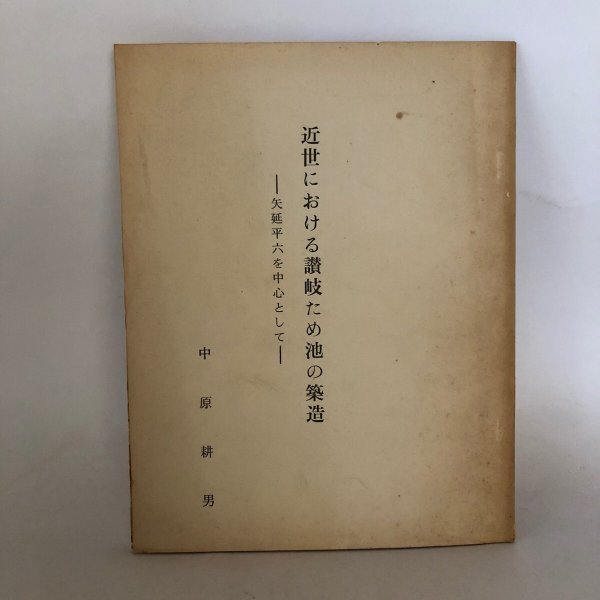 近世における讃岐ため池の築造
―矢延平六を中心として―
中原耕男